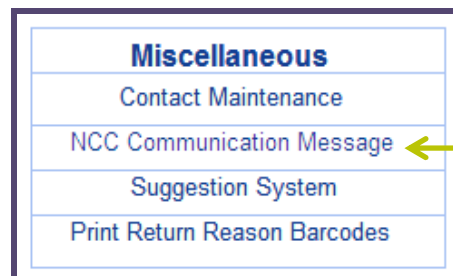 Miscellaneous
Contact Maintenance
NCC Communication Message
Suggestion System
Print Return Reason Barcodes